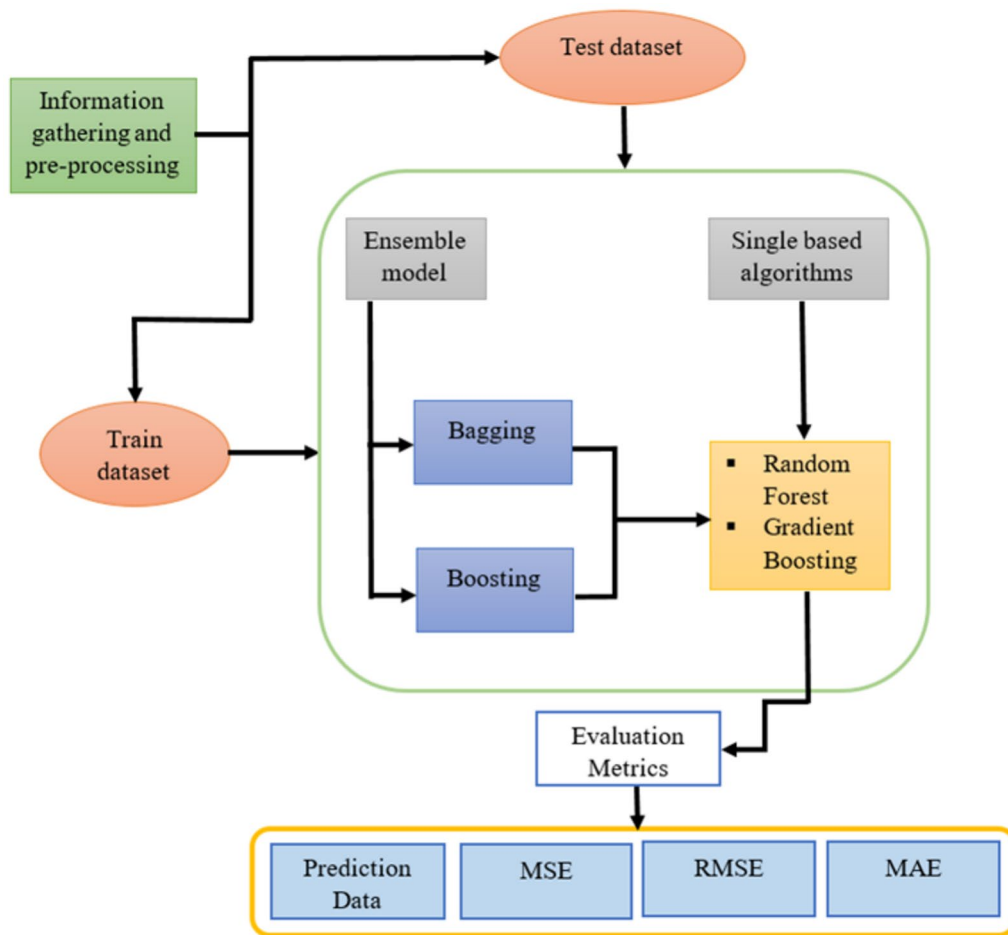 Test dataset
Information
gathering and
pre-processing
Ensemble
model
Single based
algorithms
Train
dataset
Bagging
Boosting
▪ Random
Forest
▪ Gradient
Boosting
Evaluation
Metrics
Prediction
Data
MSE
RMSE
MAE